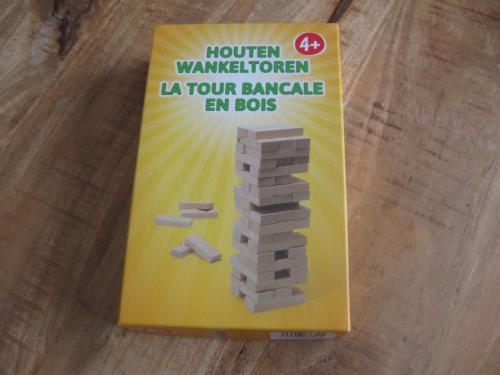 4+
HOUTEN
WANKELTOREN
LA TOUR BANCALE
EN BOIS